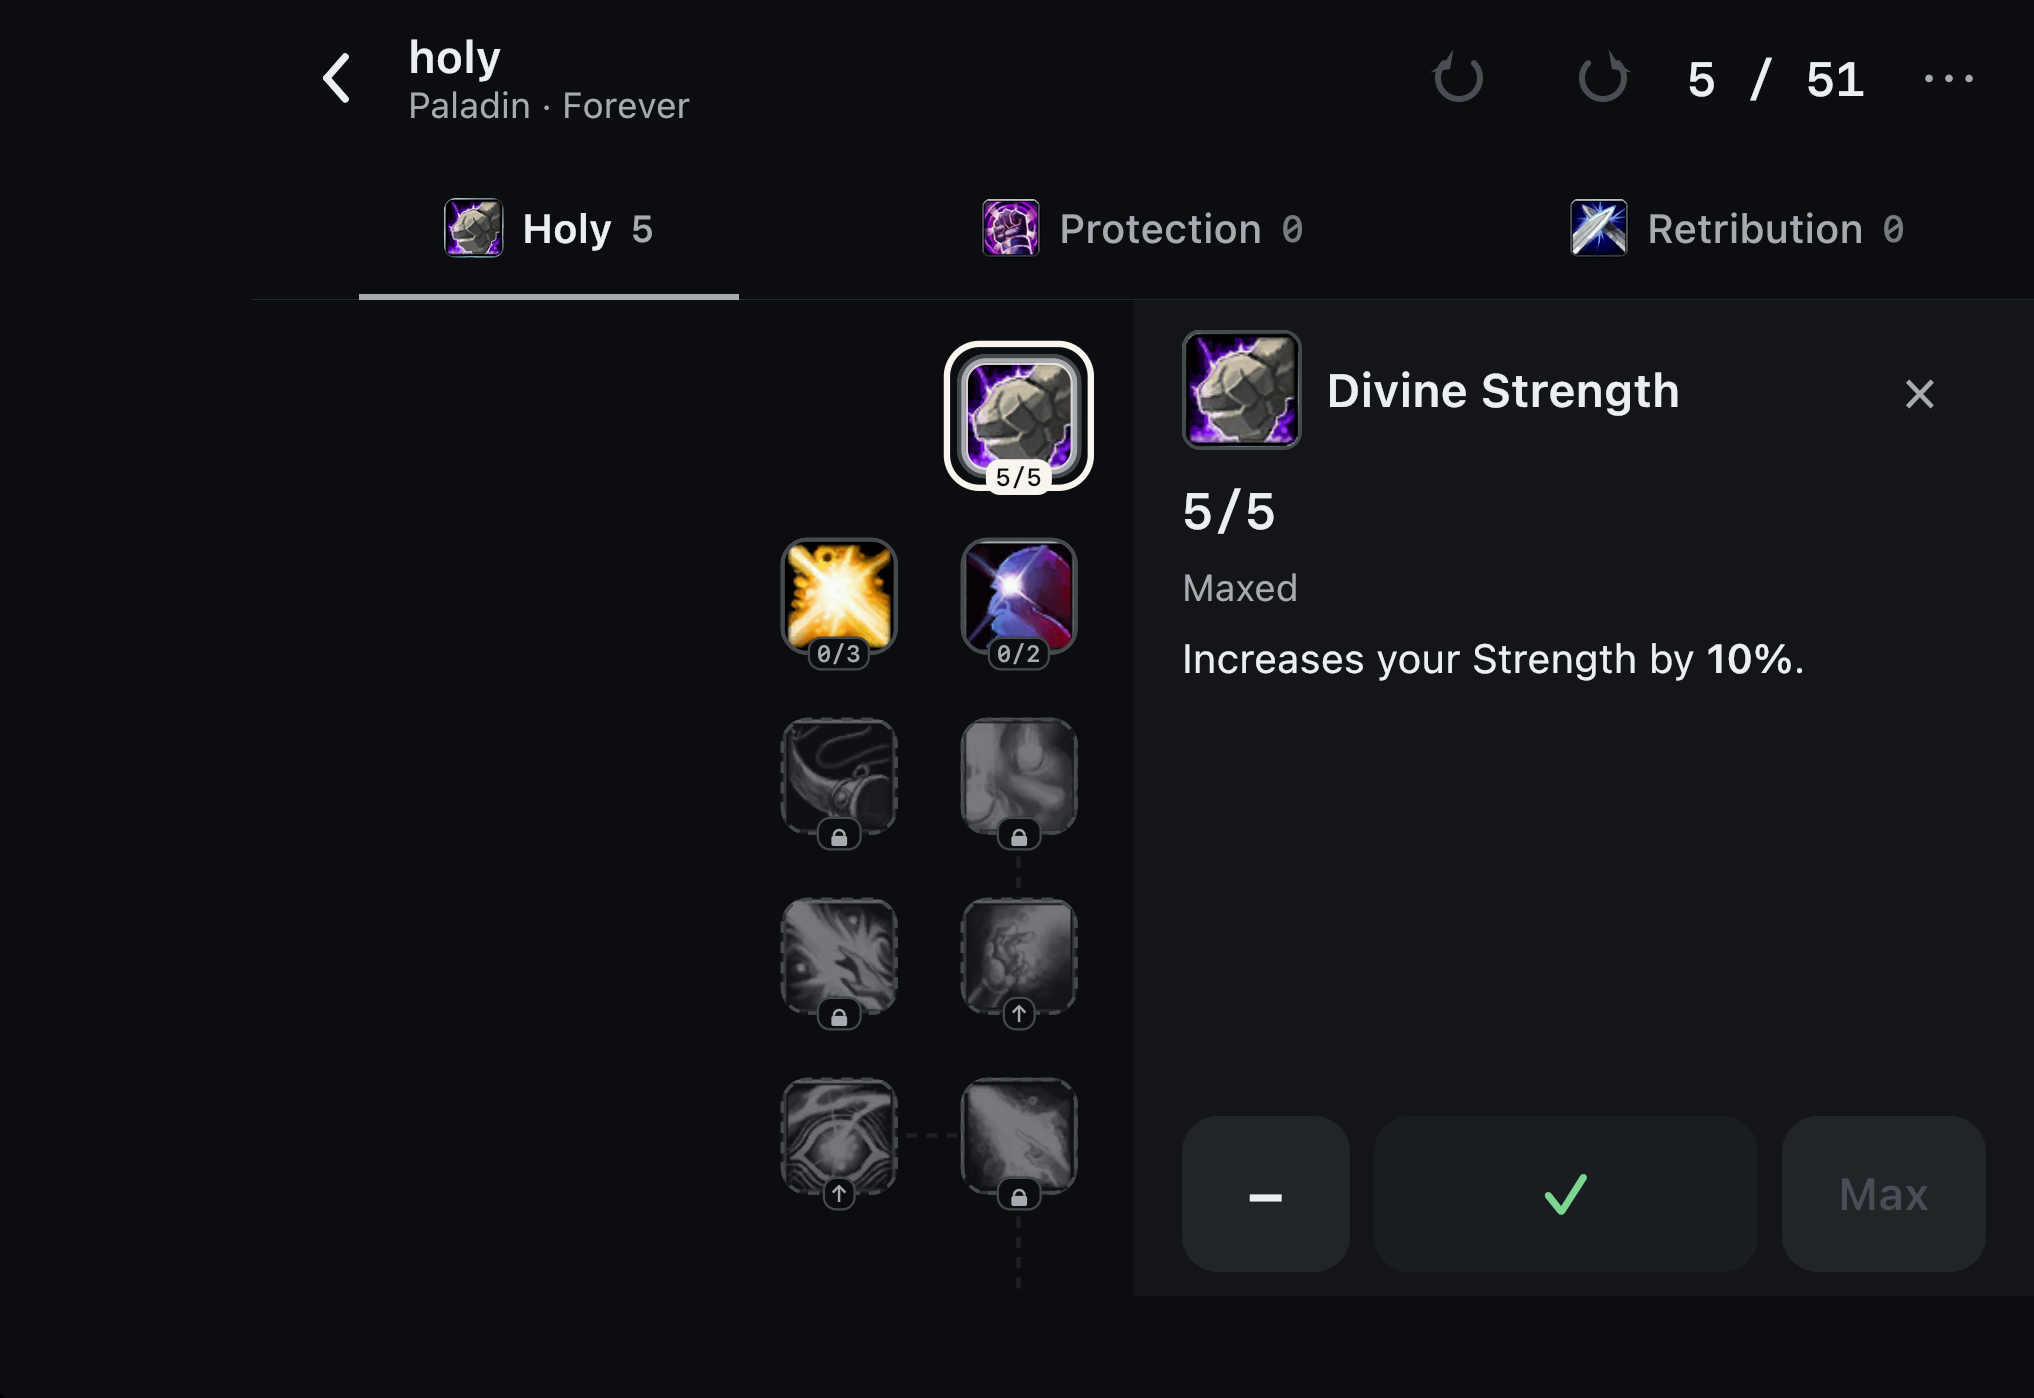 holy
Paladin · Forever
5 / 51
Holy 5
Protection 0
Retribution 0
5/5
0/3
0/2
Divine Strength
5/5
Maxed
Increases your Strength by 10%.
Max